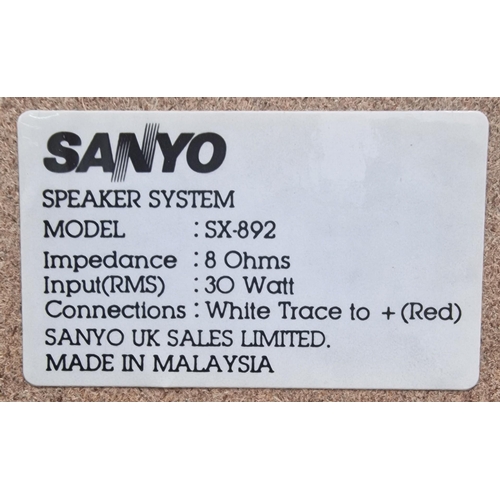 SANYO
SPEAKER SYSTEM
MODEL : SX-892
Impedance : 8 Ohms
Input(RMS) : 30 Watt
Connections : White Trace to + (Red)
SANYO UK SALES LIMITED.
MADE IN MALAYSIA